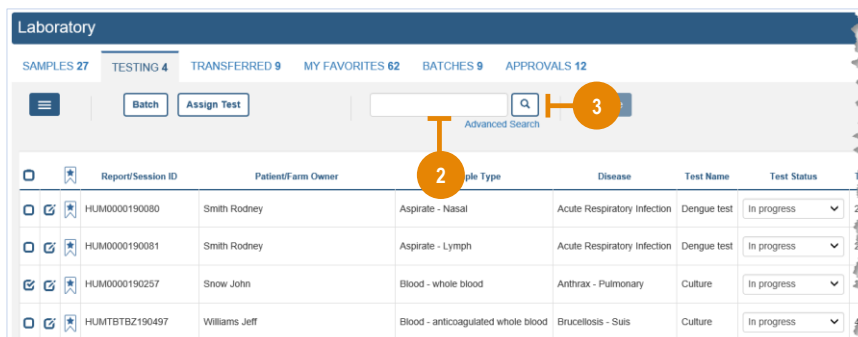 Laboratory
SAMPLES 27 TESTING 4 TRANSFERRED 9 MY FAVORITES 62 BATCHES 9 APPROVALS 12
Batch Assign Test 3
Advanced Search
2
Report/Session ID Patient/Farm Owner Type Disease Test Name Test Status
HUM0000190080 Smith Rodney Aspirate - Nasal Acute Respiratory Infection Dengue test In progress
HUM0000190081 Smith Rodney Aspirate - Lymph Acute Respiratory Infection Dengue test In progress
HUM0000190257 Snow John Blood - whole blood Anthrax - Pulmonary Culture In progress
HUMTBTBZ190497 Williams Jeff Blood - anticoagulated whole blood Brucellosis - Suis Culture In progress